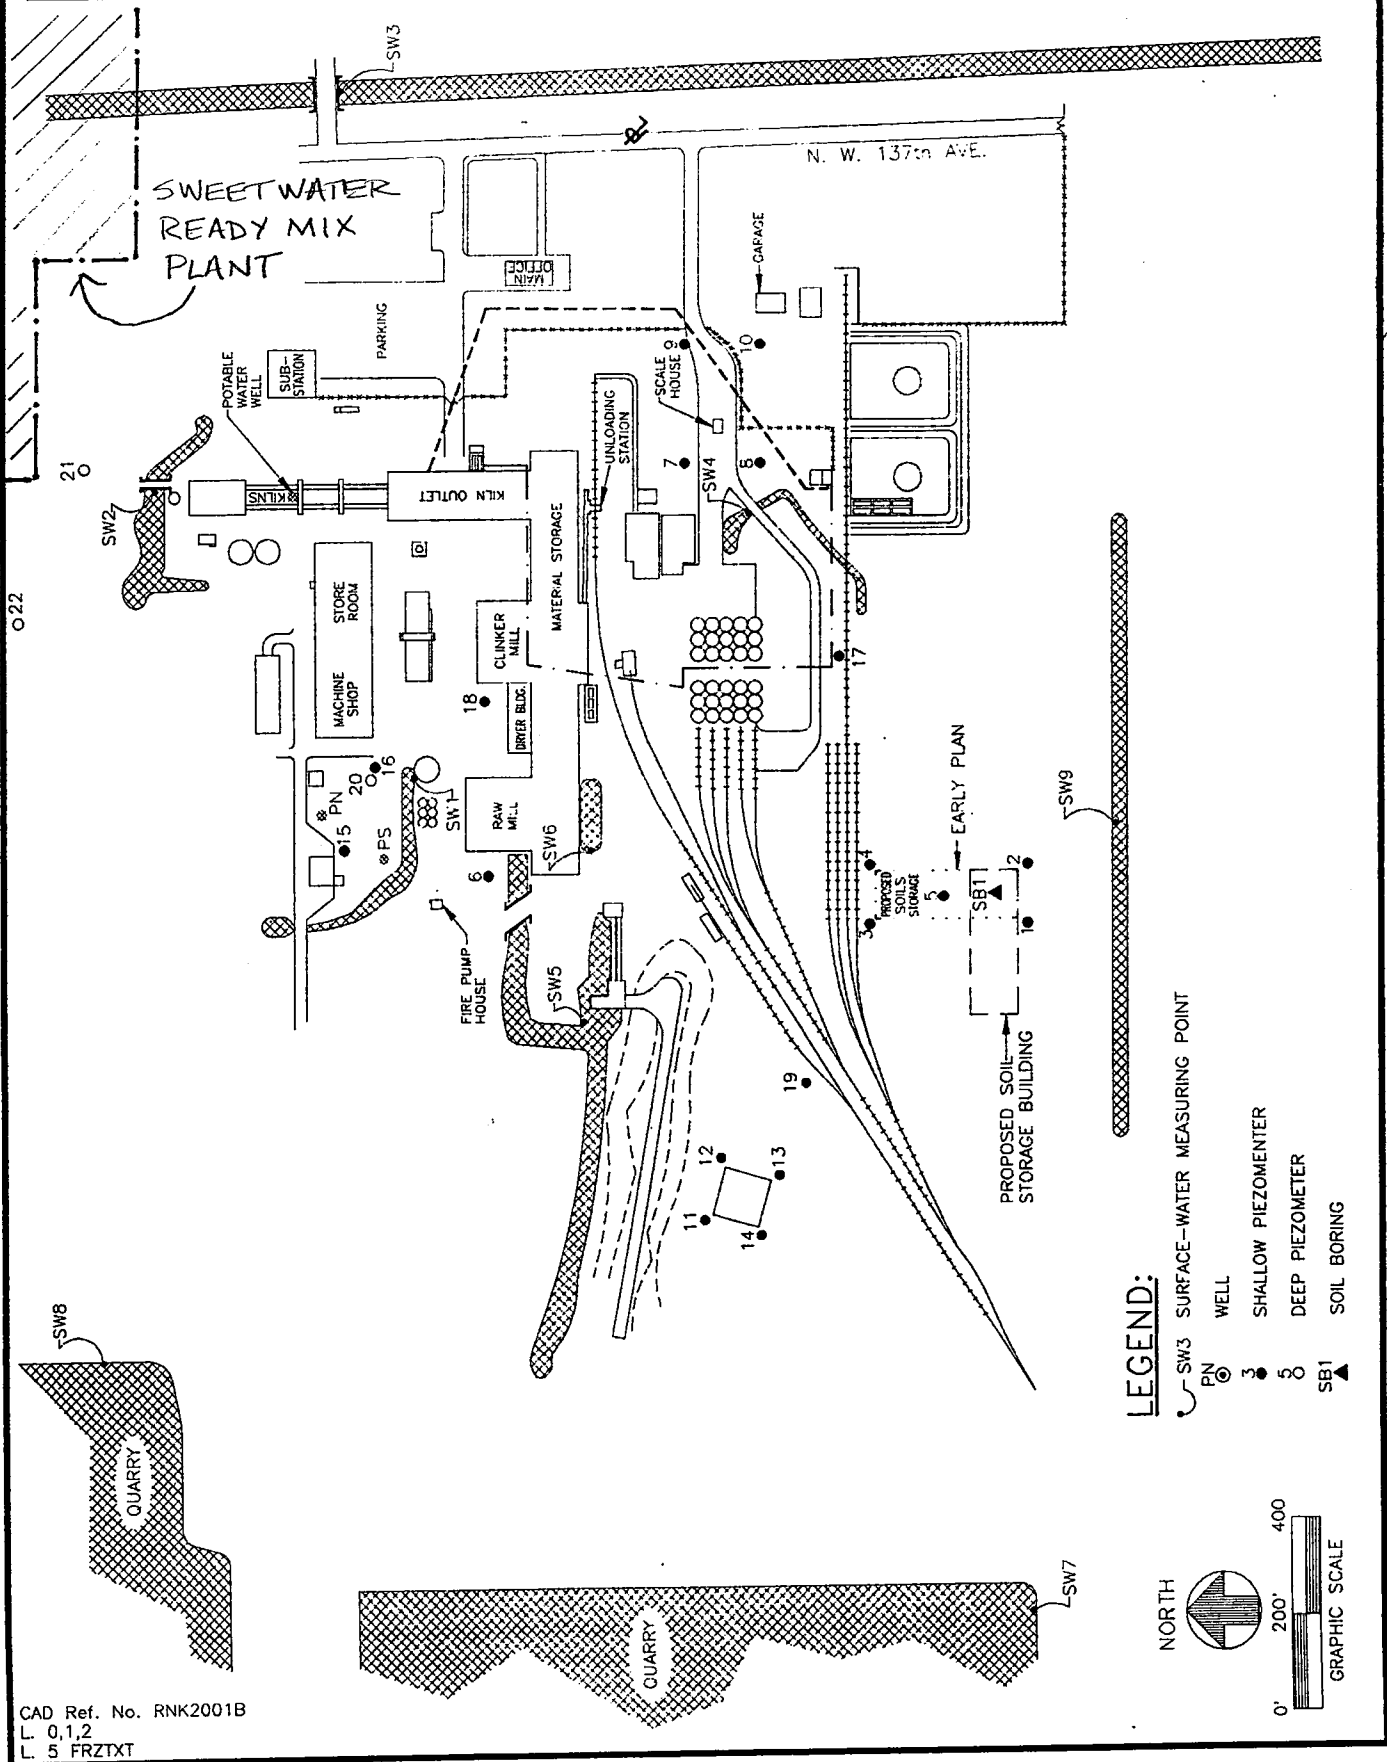 SW3
N. W. 137th AVE.
SWEETWATER
READY MIX
PLANT
MAIN
OFFICE
GARAGE
PARKING
POTABLE
WATER
WELL
SUB-
STATION
SCALE
HOUSE
9
10
21
22
SW2
KILNS
KILN OUTLET
UNLOADING
STATION
7
8
SW4
MATERIAL STORAGE
STORE
ROOM
CLINKER
MILL
MACHINE
SHOP
18
DRYER BLDG.
17
PN
20
16
15
PS
SW1
RAW
MILL
SW6
6
EARLY PLAN
4
PROPOSED
SOILS
STORAGE
5
3
SB1
2
1
SW9
FIRE PUMP
HOUSE
SW5
PROPOSED SOIL
STORAGE BUILDING
19
12
13
11
14
SW8
QUARRY
QUARRY
SW7
LEGEND:
SW3 SURFACE-WATER MEASURING POINT
PN WELL
3 SHALLOW PIEZOMENTER
5 DEEP PIEZOMETER
SB1 SOIL BORING
NORTH
0' 200' 400
GRAPHIC SCALE
CAD Ref. No. RNK2001B
L. 0,1,2
L. 5 FRZTXT